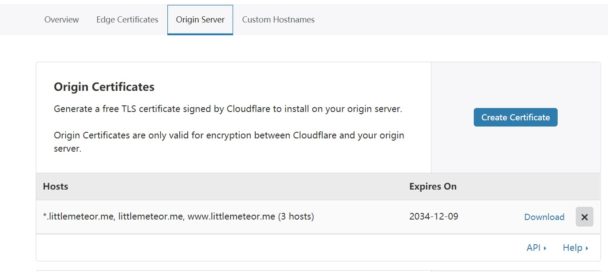 Overview Edge Certificates Origin Server Custom Hostnames
Origin Certificates
Generate a free TLS certificate signed by Cloudflare to install on your origin server.
Create Certificate
Origin Certificates are only valid for encryption between Cloudflare and your origin
server.
Hosts Expires On
*.littlemeteor.me, littlemeteor.me, www.littlemeteor.me (3 hosts) 2034-12-09 Download
API Help